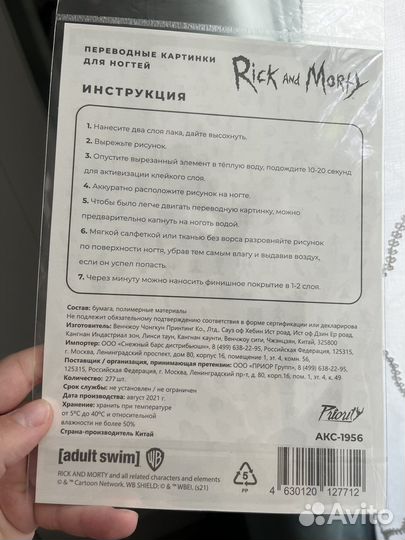 ПЕРЕВОДНЫЕ КАРТИНКИ
ДЛЯ НОГТЕЙ
RICK AND MORTY
ИНСТРУКЦИЯ
1. Нанесите два слоя лака, дайте высохнуть.
2. Вырежьте рисунок.
3. Опустите вырезанный элемент в тёплую воду, подождите 10-20 секунд
для активизации клейкого слоя.
4. Аккуратно расположите рисунок на ногте.
5. Чтобы было легче двигать переводную картинку, можно
предварительно капнуть на ноготь водой.
6. Мягкой салфеткой или тканью без ворса разровняйте рисунок
по поверхности ногтя, убрав тем самым влагу и выдавив воздух,
если он успел попасть.
7. Через минуту можно наносить финишное покрытие в 1-2 слоя.
Состав: бумага, полимерные материалы
Не подлежит обязательному подтверждению соответствия в форме сертификации или декларирова
Изготовитель: Венчжоу Чонгкун Принтинг Ко., Лтд., Сауз оф Хебин Ист роад, Ист оф Дзин Ер роад,
Кангнан Индастриал зон, Линси таун, Кангнан каунти, Венчжоу сити, Чжэцзян, Китай, 325800
Импортер: ООО «Снежный барс дистрибьюшн», 8 (499) 638-22-95, Российская Федерация, 125315,
г. Москва, Ленинградский проспект, дом 80, корпус 16, помещение 1, эт. 4, комн. 5б
Поставщик / организация, принимающая претензии: ООО «ПРИОР Групп», 8 (499) 638-22-95,
125315, Российская Федерация, г. Москва, Ленинградский пр-т, д. 80, корп.16, пом. 1, эт. 4, к. 49
Количество: 277 шт.
Срок службы: не установлен / не ограничен
Дата производства: август 2021 г.
Хранение: хранить при температуре
от 5°C до 40°C и относительной
влажности не более 50%
Страна-производитель Китай
Priority
АКС-1956
[adult swim] WB
RICK AND MORTY and all related characters and elements
© & ™ Cartoon Network. WB SHIELD: © & ™ WBEI. (s21)
5
PP
4 630120 127712
Avito